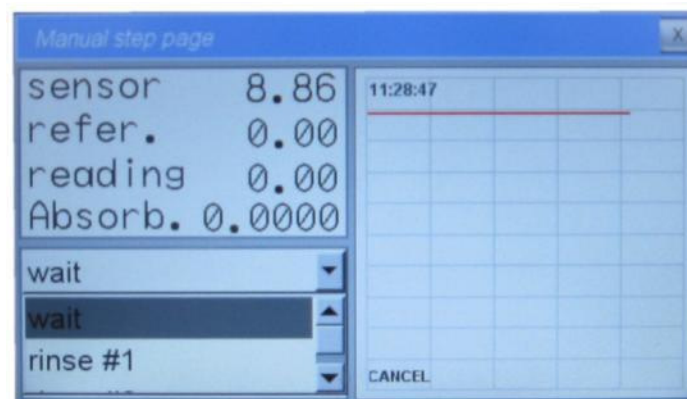 Manual step page
X
sensor 8.86
refer. 0.00
reading 0.00
Absorb. 0.0000
wait
wait
rinse #1
11:28:47
CANCEL